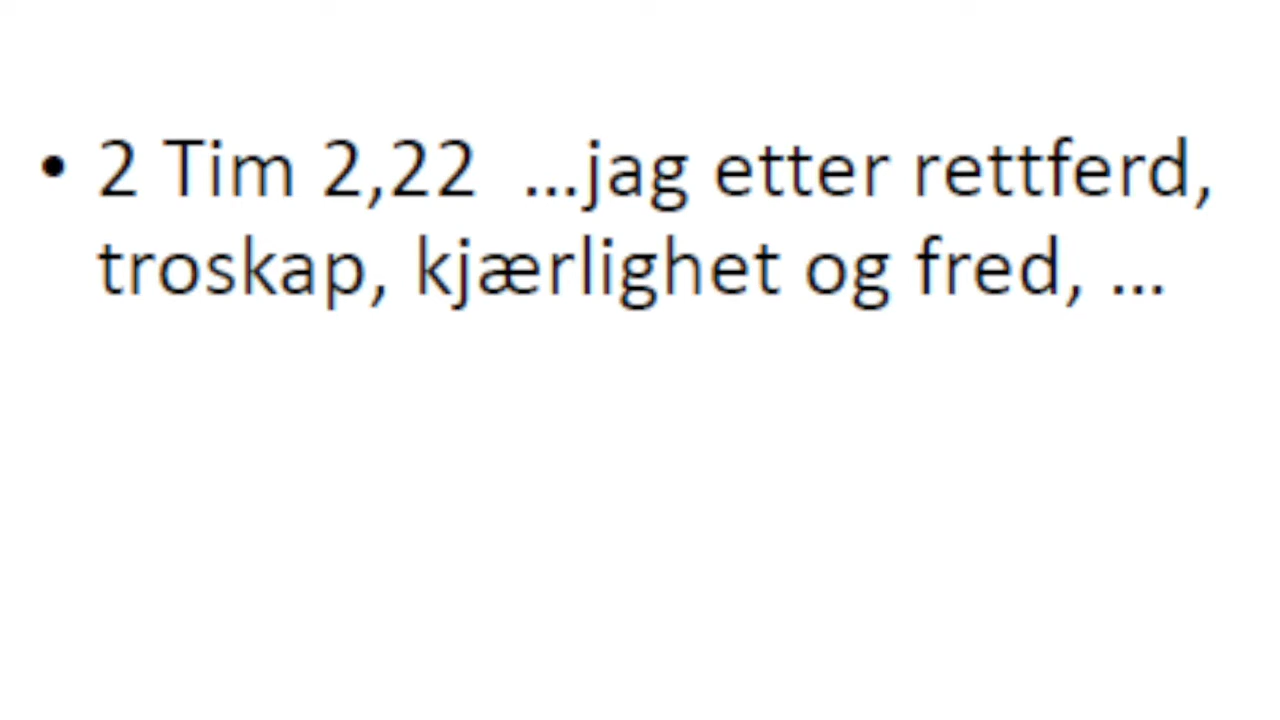 • 2 Tim 2,22  …jag etter rettferd,
troskap, kjærlighet og fred, …